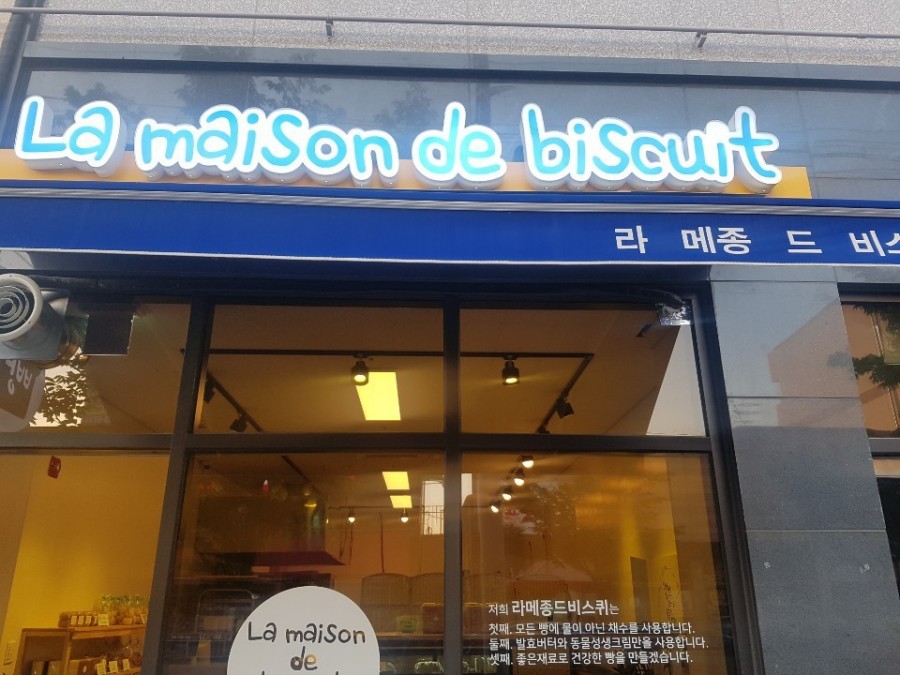 La maison de biscuit
라 메종 드 비스
La maison
de
저희 라메종드비스퀴는
첫째. 모든 빵에 물이 아닌 채수를 사용합니다.
둘째. 발효버터와 동물성생크림만을 사용합니다.
셋째. 좋은재료로 건강한 빵을 만들겠습니다.